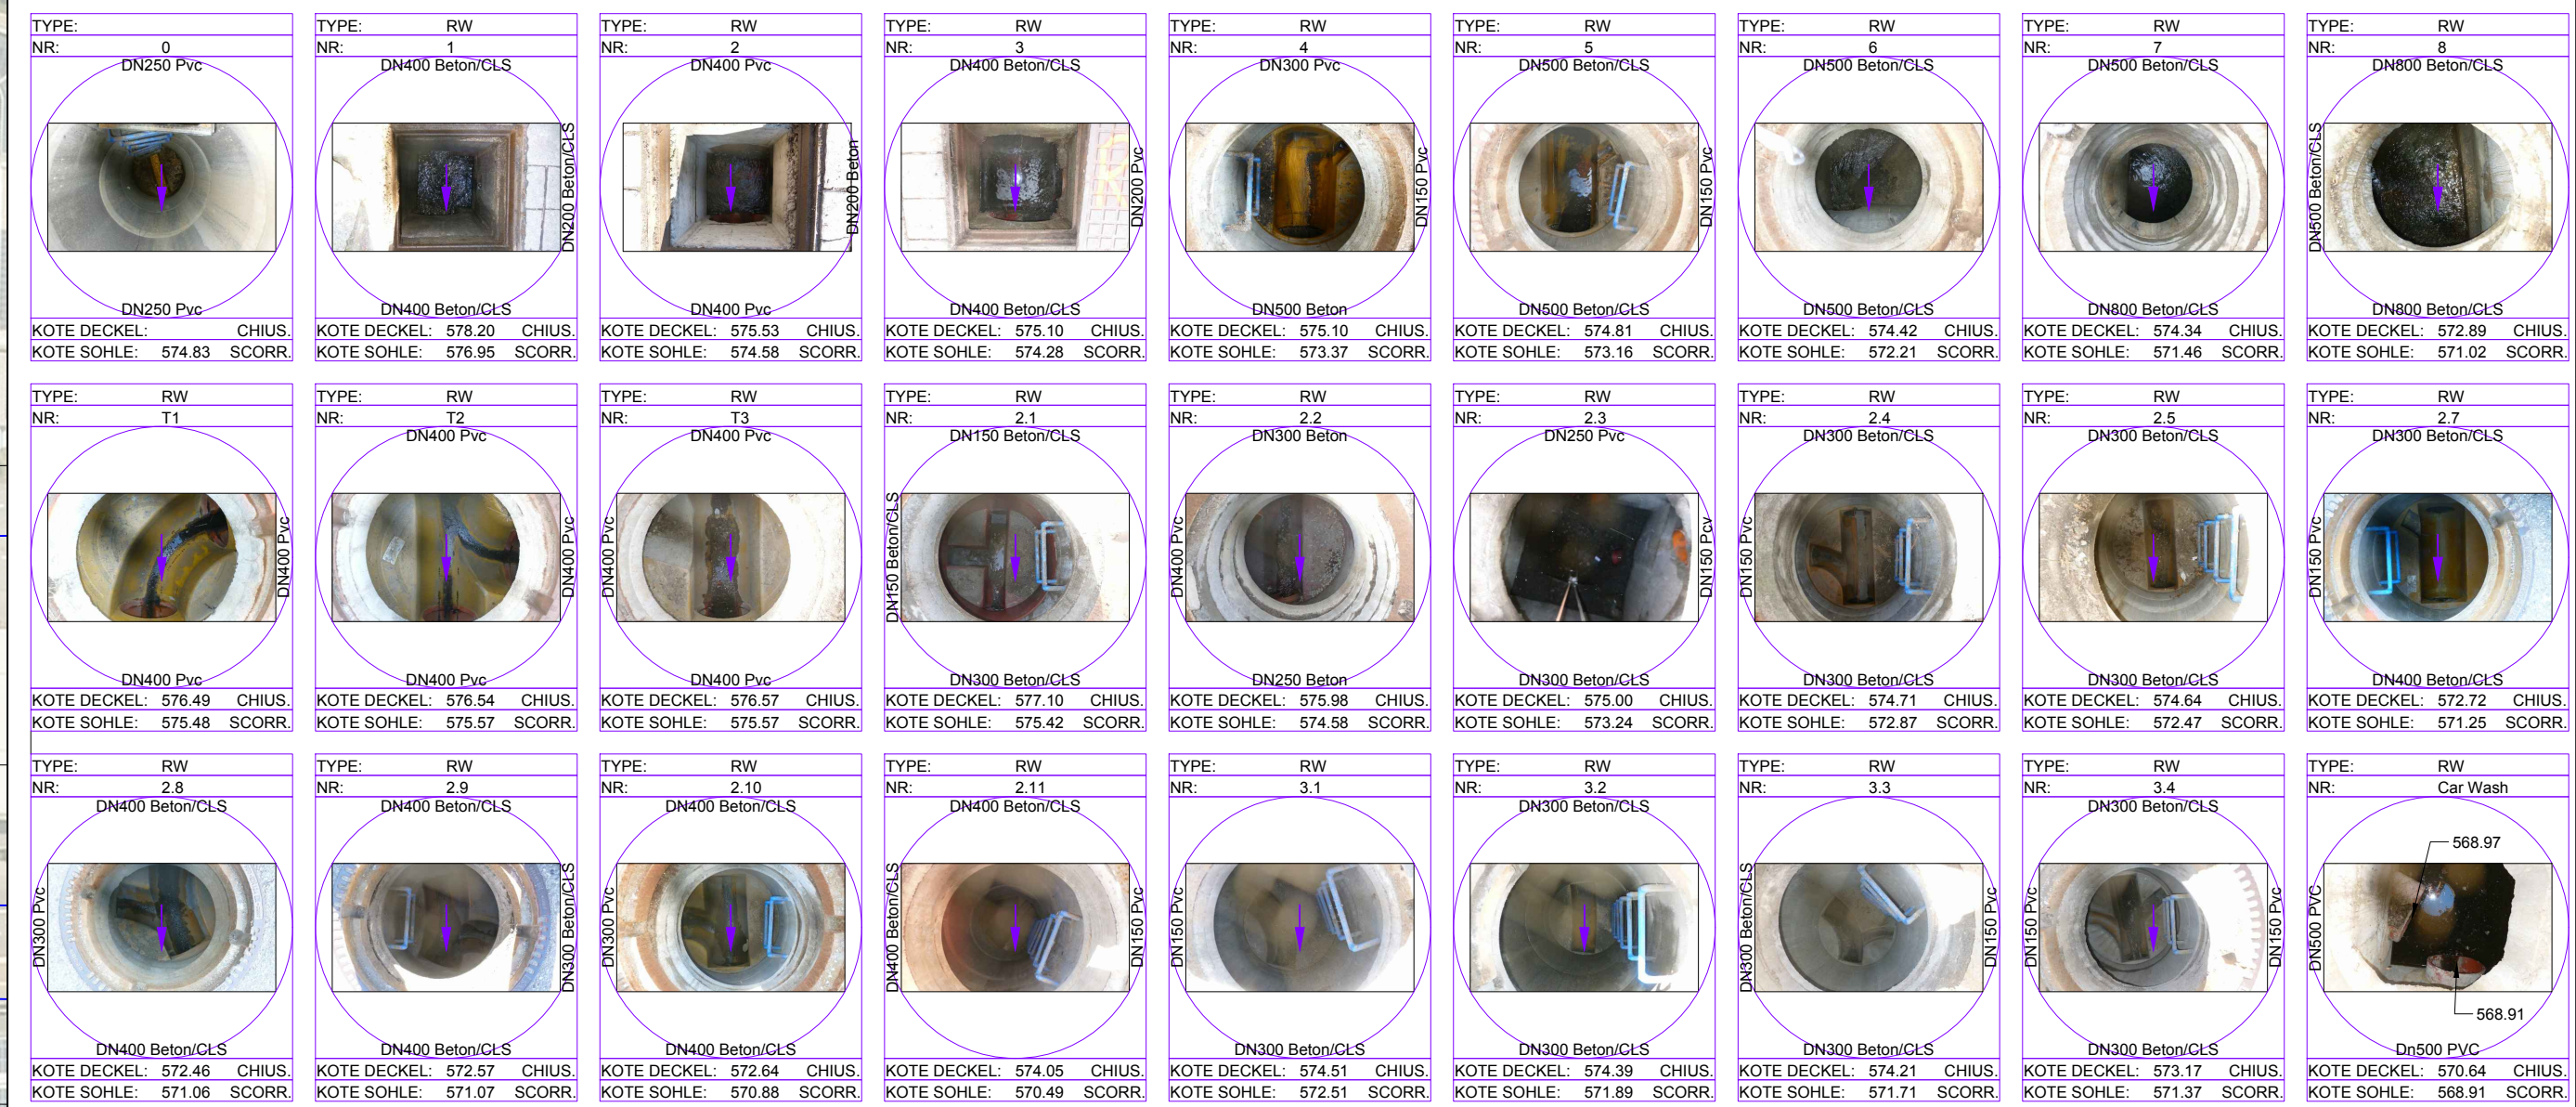 TYPE:
NR: 0
DN250 Pvc
DN250 Pvc
KOTE DECKEL: CHIUS.
KOTE SOHLE: 574.83 SCORR.
TYPE: RW
NR: 1
DN400 Beton/CLS
DN200 Beton/CLS
DN400 Beton/CLS
KOTE DECKEL: 578.20 CHIUS.
KOTE SOHLE: 576.95 SCORR.
TYPE: RW
NR: 2
DN400 Pvc
DN200 Beton
DN400 Pvc
KOTE DECKEL: 575.53 CHIUS.
KOTE SOHLE: 574.58 SCORR.
TYPE: RW
NR: 3
DN400 Beton/CLS
DN200 Pvc
DN400 Beton/CLS
KOTE DECKEL: 575.10 CHIUS.
KOTE SOHLE: 574.28 SCORR.
TYPE: RW
NR: 4
DN300 Pvc
DN150 Pvc
DN500 Beton
KOTE DECKEL: 575.10 CHIUS.
KOTE SOHLE: 573.37 SCORR.
TYPE: RW
NR: 5
DN500 Beton/CLS
DN150 Pvc
DN500 Beton/CLS
KOTE DECKEL: 574.81 CHIUS.
KOTE SOHLE: 573.16 SCORR.
TYPE: RW
NR: 6
DN500 Beton/CLS
DN500 Beton/CLS
KOTE DECKEL: 574.42 CHIUS.
KOTE SOHLE: 572.21 SCORR.
TYPE: RW
NR: 7
DN500 Beton/CLS
DN800 Beton/CLS
KOTE DECKEL: 574.34 CHIUS.
KOTE SOHLE: 571.46 SCORR.
TYPE: RW
NR: 8
DN800 Beton/CLS
DN500 Beton/CLS
DN800 Beton/CLS
KOTE DECKEL: 572.89 CHIUS.
KOTE SOHLE: 571.02 SCORR.
TYPE: RW
NR: T1
DN400 Pvc
DN400 Pvc
KOTE DECKEL: 576.49 CHIUS.
KOTE SOHLE: 575.48 SCORR.
TYPE: RW
NR: T2
DN400 Pvc
DN400 Pvc
DN400 Pvc
KOTE DECKEL: 576.54 CHIUS.
KOTE SOHLE: 575.57 SCORR.
TYPE: RW
NR: T3
DN400 Pvc
DN400 Pvc
DN400 Pvc
KOTE DECKEL: 576.57 CHIUS.
KOTE SOHLE: 575.57 SCORR.
TYPE: RW
NR: 2.1
DN150 Beton/CLS
DN150 Beton/CLS
DN300 Beton/CLS
KOTE DECKEL: 577.10 CHIUS.
KOTE SOHLE: 575.42 SCORR.
TYPE: RW
NR: 2.2
DN300 Beton
DN400 Pvc
DN250 Beton
KOTE DECKEL: 575.98 CHIUS.
KOTE SOHLE: 574.58 SCORR.
TYPE: RW
NR: 2.3
DN250 Pvc
DN150 Pcv
DN300 Beton/CLS
KOTE DECKEL: 575.00 CHIUS.
KOTE SOHLE: 573.24 SCORR.
TYPE: RW
NR: 2.4
DN300 Beton/CLS
DN150 Pvc
DN300 Beton/CLS
KOTE DECKEL: 574.71 CHIUS.
KOTE SOHLE: 572.87 SCORR.
TYPE: RW
NR: 2.5
DN300 Beton/CLS
DN300 Beton/CLS
KOTE DECKEL: 574.64 CHIUS.
KOTE SOHLE: 572.47 SCORR.
TYPE: RW
NR: 2.7
DN300 Beton/CLS
DN150 Pvc
DN400 Beton/CLS
KOTE DECKEL: 572.72 CHIUS.
KOTE SOHLE: 571.25 SCORR.
TYPE: RW
NR: 2.8
DN400 Beton/CLS
DN300 Pvc
DN400 Beton/CLS
KOTE DECKEL: 572.46 CHIUS.
KOTE SOHLE: 571.06 SCORR.
TYPE: RW
NR: 2.9
DN400 Beton/CLS
DN300 Beton/CLS
DN400 Beton/CLS
KOTE DECKEL: 572.57 CHIUS.
KOTE SOHLE: 571.07 SCORR.
TYPE: RW
NR: 2.10
DN400 Beton/CLS
DN300 Pvc
DN400 Beton/CLS
KOTE DECKEL: 572.64 CHIUS.
KOTE SOHLE: 570.88 SCORR.
TYPE: RW
NR: 2.11
DN400 Beton/CLS
DN400 Beton/CLS
DN150 Pvc
KOTE DECKEL: 574.05 CHIUS.
KOTE SOHLE: 570.49 SCORR.
TYPE: RW
NR: 3.1
DN150 Pvc
DN300 Beton/CLS
KOTE DECKEL: 574.51 CHIUS.
KOTE SOHLE: 572.51 SCORR.
TYPE: RW
NR: 3.2
DN300 Beton/CLS
DN300 Beton/CLS
KOTE DECKEL: 574.39 CHIUS.
KOTE SOHLE: 571.89 SCORR.
TYPE: RW
NR: 3.3
DN300 Beton/CLS
DN150 Pvc
DN300 Beton/CLS
KOTE DECKEL: 574.21 CHIUS.
KOTE SOHLE: 571.71 SCORR.
TYPE: RW
NR: 3.4
DN300 Beton/CLS
DN150 Pvc
DN150 Pvc
DN300 Beton/CLS
KOTE DECKEL: 573.17 CHIUS.
KOTE SOHLE: 571.37 SCORR.
TYPE: RW
NR: Car Wash
568.97
DN500 PVC
568.91
Dn500 PVC
KOTE DECKEL: 570.64 CHIUS.
KOTE SOHLE: 568.91 SCORR.